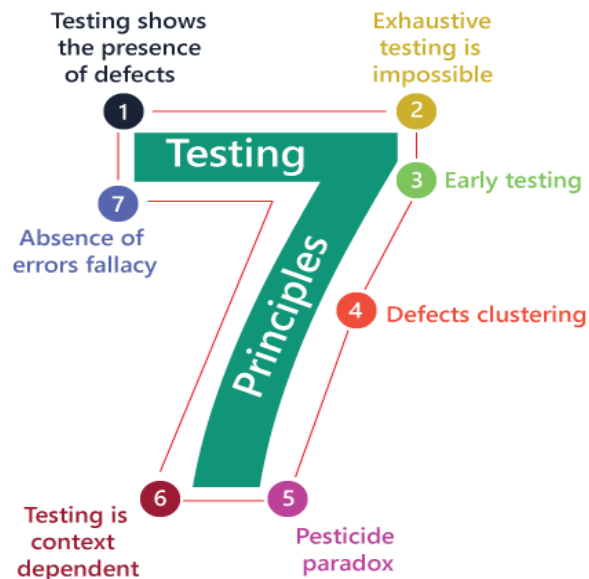 Testing shows
the presence
of defects
1
Exhaustive
testing is
impossible
2
Testing
Principles
3
Early testing
4
Defects clustering
5
Pesticide
paradox
6
Testing is
context
dependent
7
Absence of
errors fallacy